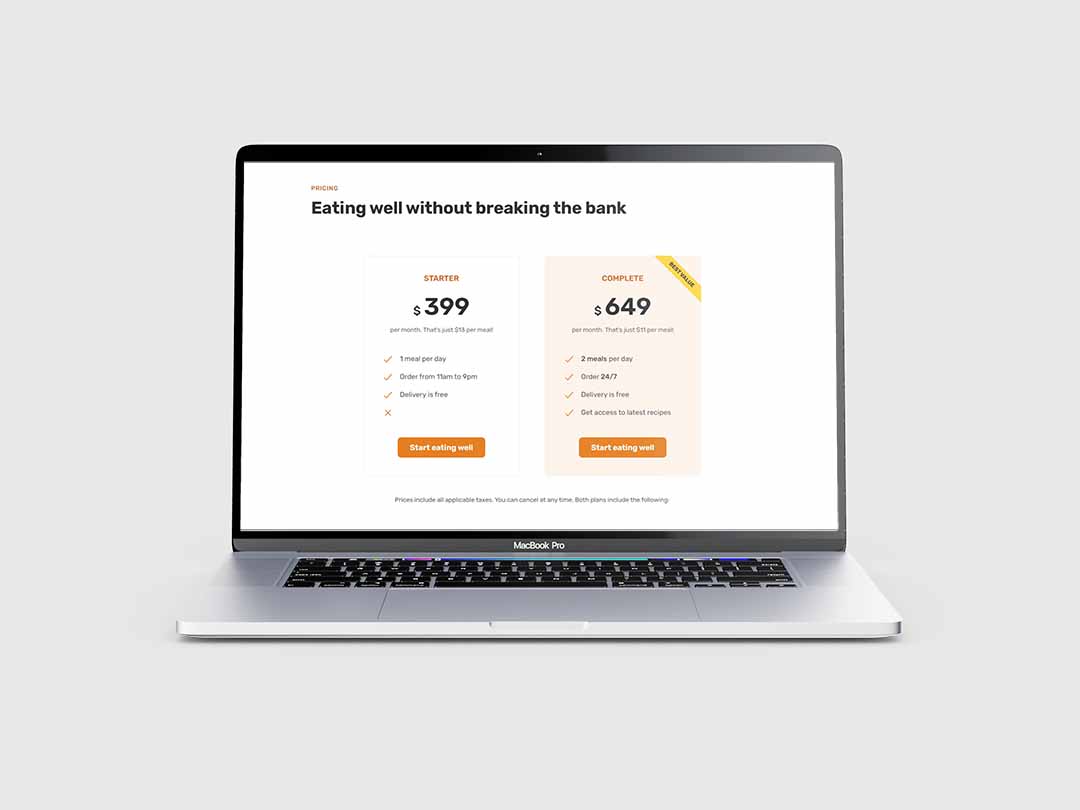 PRICING
Eating well without breaking the bank
STARTER
$ 399
per month. That's just $13 per meal!
1 meal per day
Order from 11am to 9pm
Delivery is free
Start eating well
BEST VALUE
COMPLETE
$ 649
per month. That's just $11 per meal!
2 meals per day
Order 24/7
Delivery is free
Get access to latest recipes
Start eating well
Prices include all applicable taxes. You can cancel at any time. Both plans include the following:
MacBook Pro